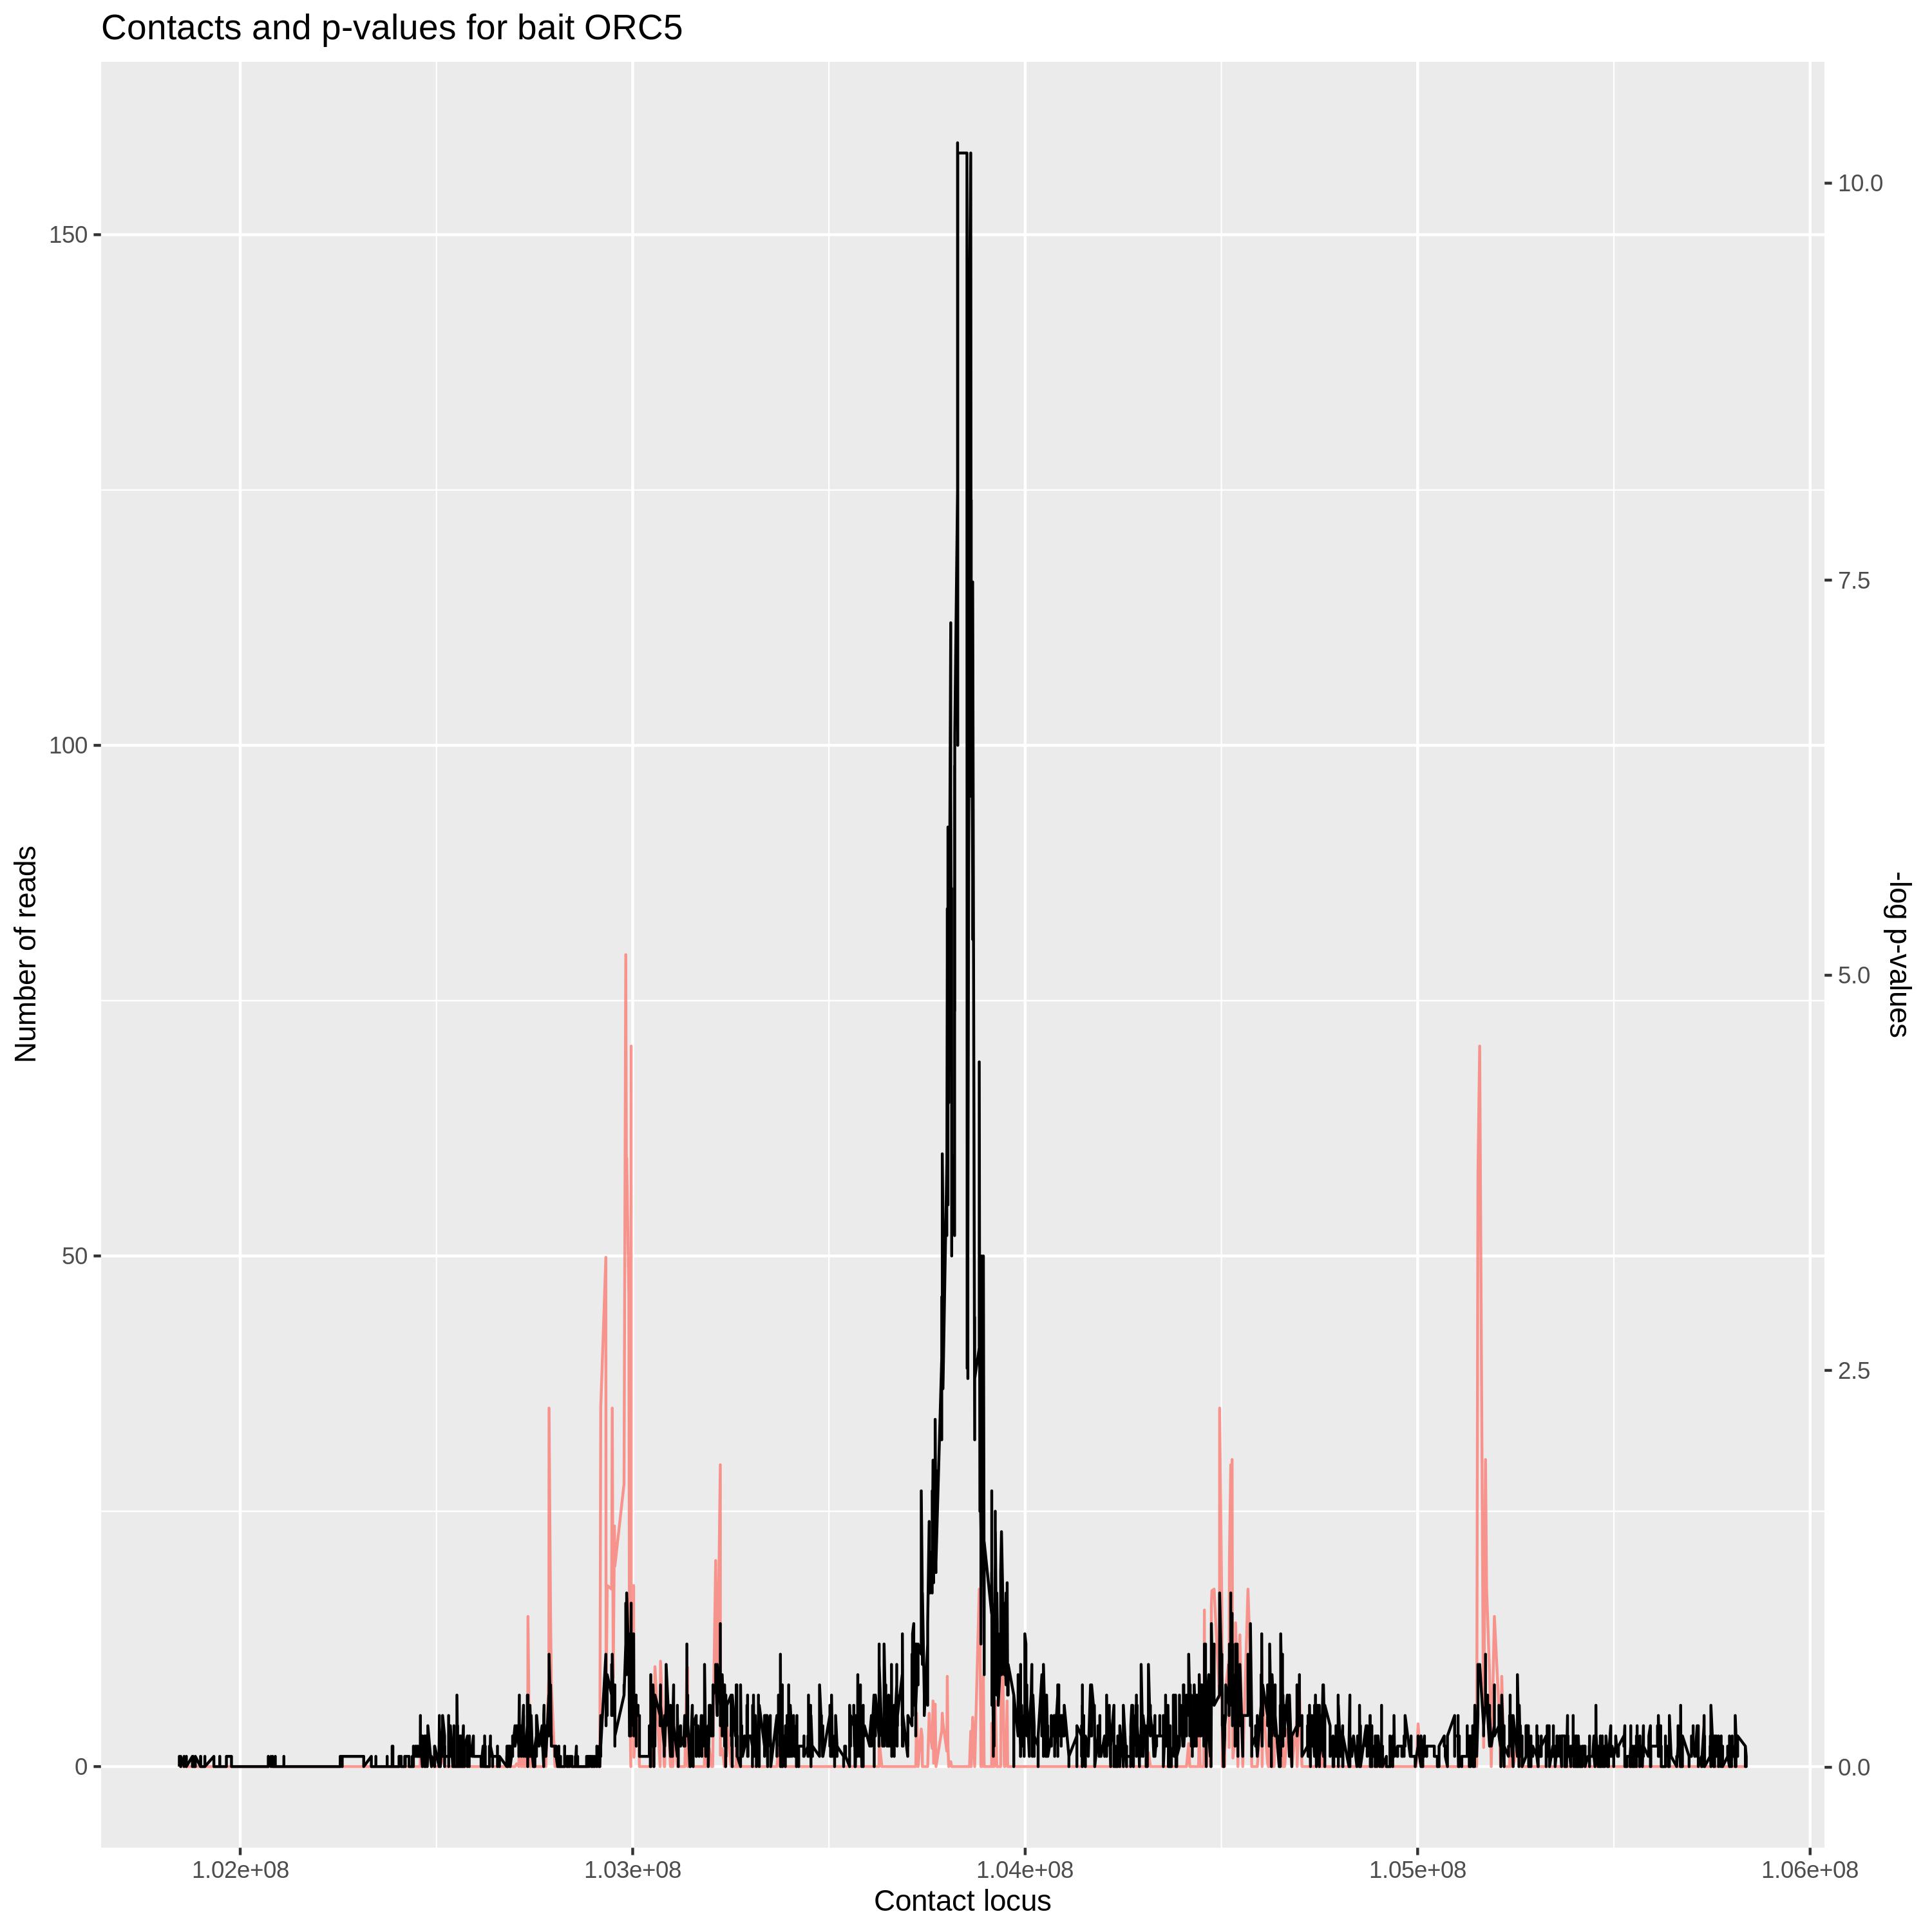 Contacts and p-values for bait ORC5
150
100
50
0
10.0
7.5
5.0
2.5
0.0
Number of reads
-log p-values
1.02e+08
1.03e+08
1.04e+08
1.05e+08
1.06e+08
Contact locus